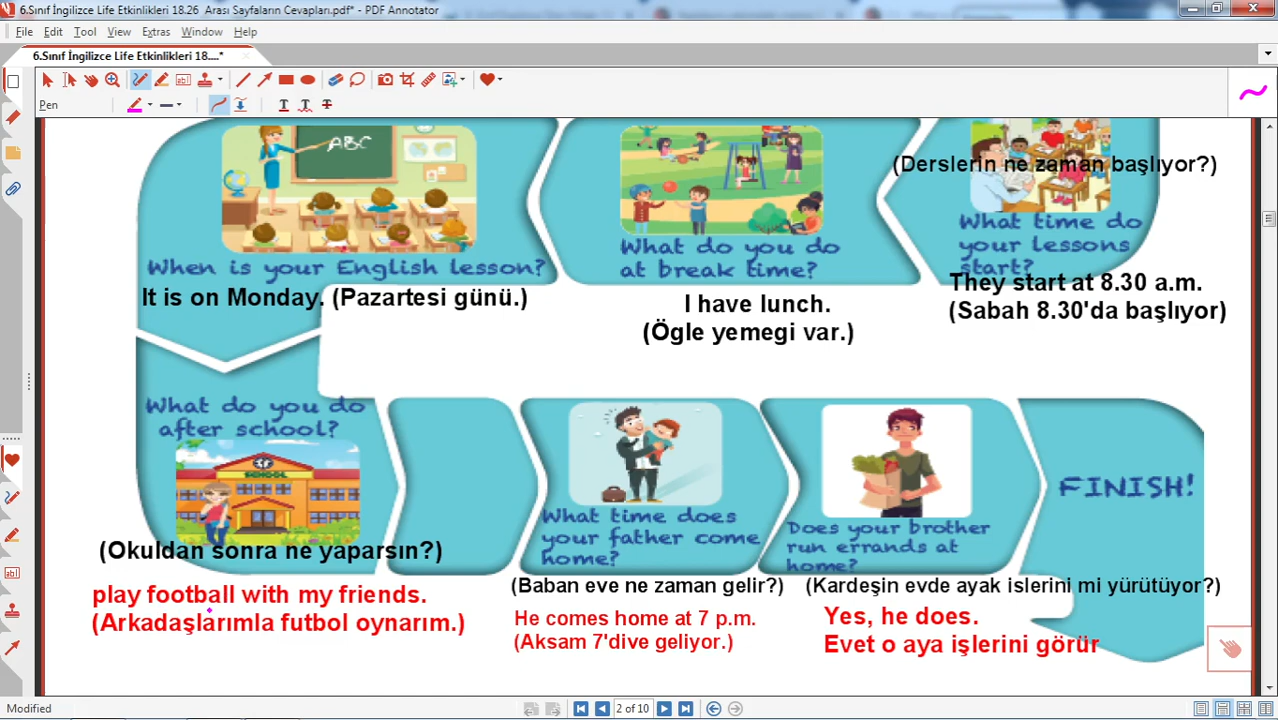 6.Sınıf İngilizce Life Etkinlikleri 18.26 Arası Sayfaların Cevapları.pdf* - PDF Annotator
File Edit Tool View Extras Window Help
6.Sınıf İngilizce Life Etkinlikleri 18....*
Pen
ABC
(Derslerin ne zaman başlıyor?)
When is your English lesson?
What do you do
at break time?
What time do
your lessons
start?
It is on Monday. (Pazartesi günü.)
I have lunch.
(Ögle yemegi var.)
They start at 8.30 a.m.
(Sabah 8.30'da başlıyor)
What do you do
after school?
SCHOOL
(Okuldan sonra ne yaparsın?)
play football with my friends.
(Arkadaşlarımla futbol oynarım.)
What time does
your father come
home?
(Baban eve ne zaman gelir?)
He comes home at 7 p.m.
(Aksam 7'dive geliyor.)
Does your brother
run errands at
home?
(Kardeşin evde ayak islerini mi yürütüyor?)
Yes, he does.
Evet o aya işlerini görür
FINISH!
Modified
2 of 10